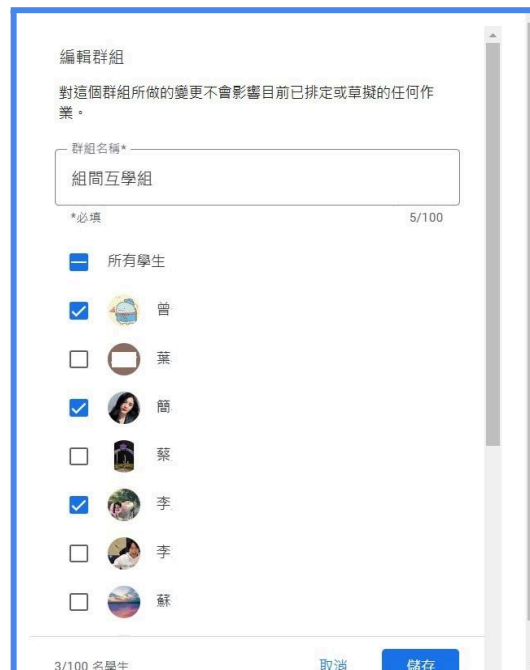 編輯群組
對這個群組所做的變更不會影響目前已排定或草擬的任何作
業。
群組名稱*
組間互學組
*必填 5/100
所有學生
曾
葉
簡
蔡
李
李
蘇
3/100 名學生 取消 儲存